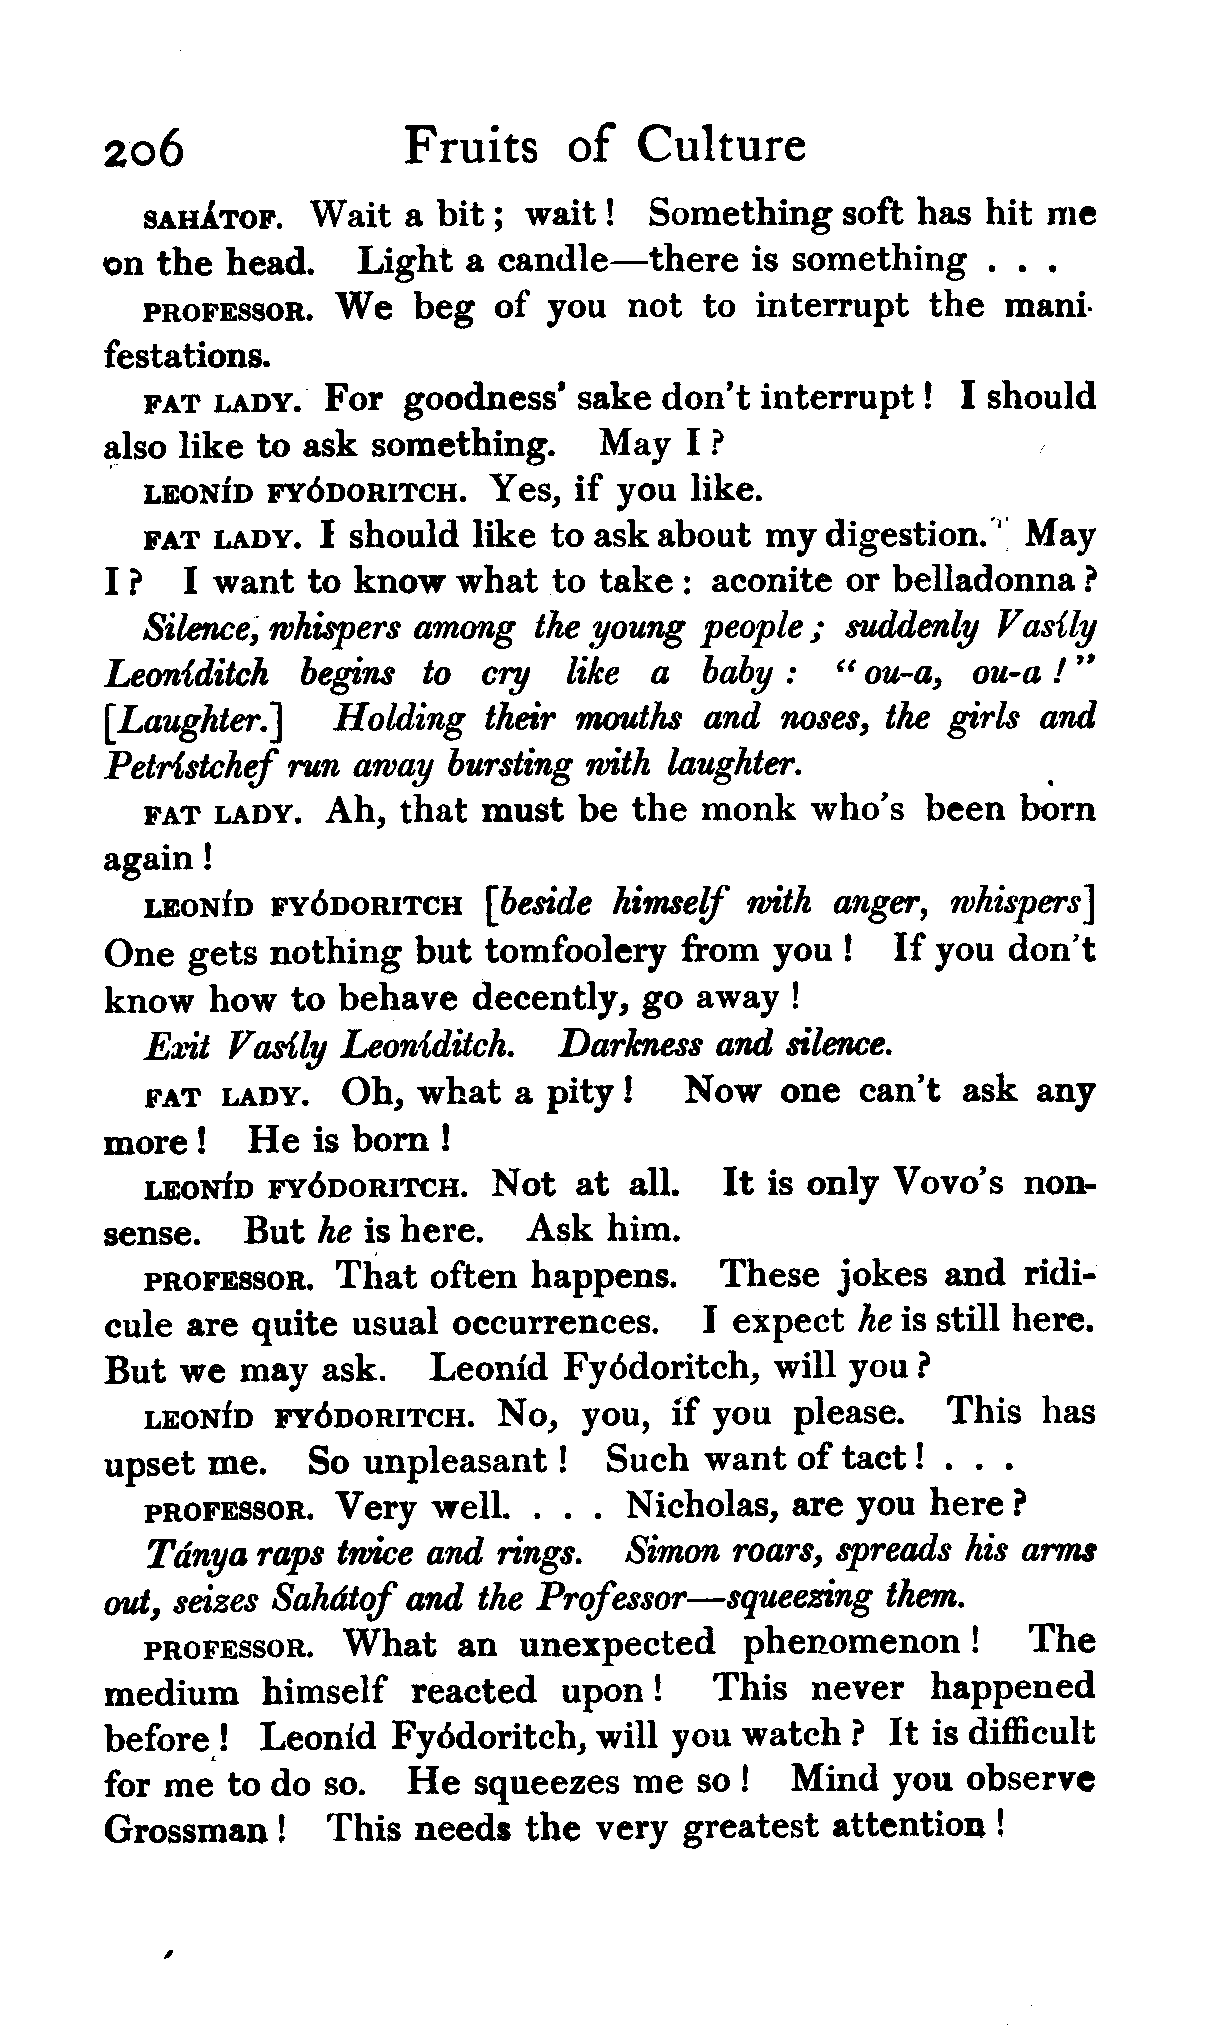 206 Fruits of Culture
SAHÁTOF. Wait a bit; wait! Something soft has hit me
on the head. Light a candle—there is something . . .
PROFESSOR. We beg of you not to interrupt the mani-
festations.
FAT LADY. For goodness' sake don't interrupt! I should
also like to ask something. May I?
LEONÍD FYÓDORITCH. Yes, if you like.
FAT LADY. I should like to ask about my digestion. May
I? I want to know what to take: aconite or belladonna?
Silence, whispers among the young people; suddenly Vasíly
Leoníditch begins to cry like a baby: "ou-a, ou-a!"
[Laughter.] Holding their mouths and noses, the girls and
Petrístchef run away bursting with laughter.
FAT LADY. Ah, that must be the monk who's been born
again!
LEONÍD FYÓDORITCH [beside himself with anger, whispers]
One gets nothing but tomfoolery from you! If you don't
know how to behave decently, go away!
Exit Vasíly Leoníditch. Darkness and silence.
FAT LADY. Oh, what a pity! Now one can't ask any
more! He is born!
LEONÍD FYÓDORITCH. Not at all. It is only Vovo's non-
sense. But he is here. Ask him.
PROFESSOR. That often happens. These jokes and ridi-
cule are quite usual occurrences. I expect he is still here.
But we may ask. Leoníd Fyódoritch, will you?
LEONÍD FYÓDORITCH. No, you, if you please. This has
upset me. So unpleasant! Such want of tact! . . .
PROFESSOR. Very well. . . . Nicholas, are you here?
Tánya raps twice and rings. Simon roars, spreads his arms
out, seizes Sahátof and the Professor—squeezing them.
PROFESSOR. What an unexpected phenomenon! The
medium himself reacted upon! This never happened
before! Leoníd Fyódoritch, will you watch? It is difficult
for me to do so. He squeezes me so! Mind you observe
Grossman! This needs the very greatest attention!